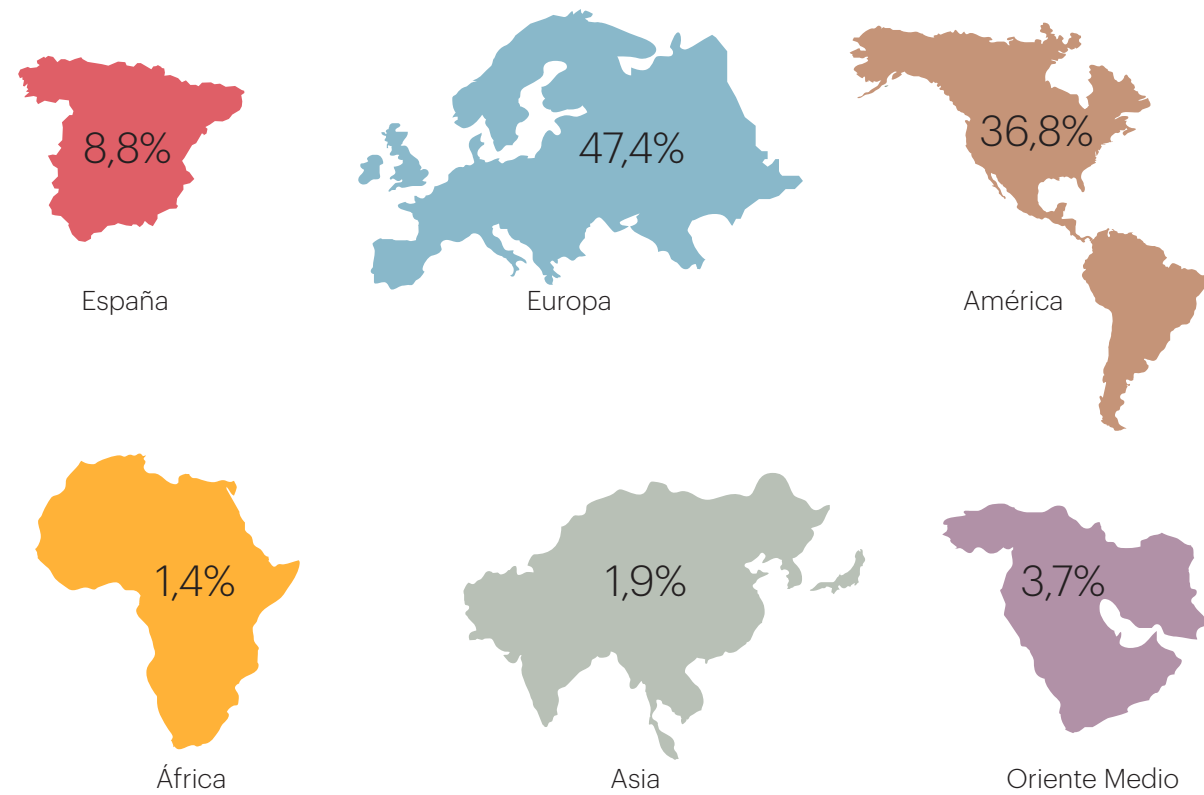 8,8%
España
47,4%
Europa
36,8%
América
1,4%
África
1,9%
Asia
3,7%
Oriente Medio